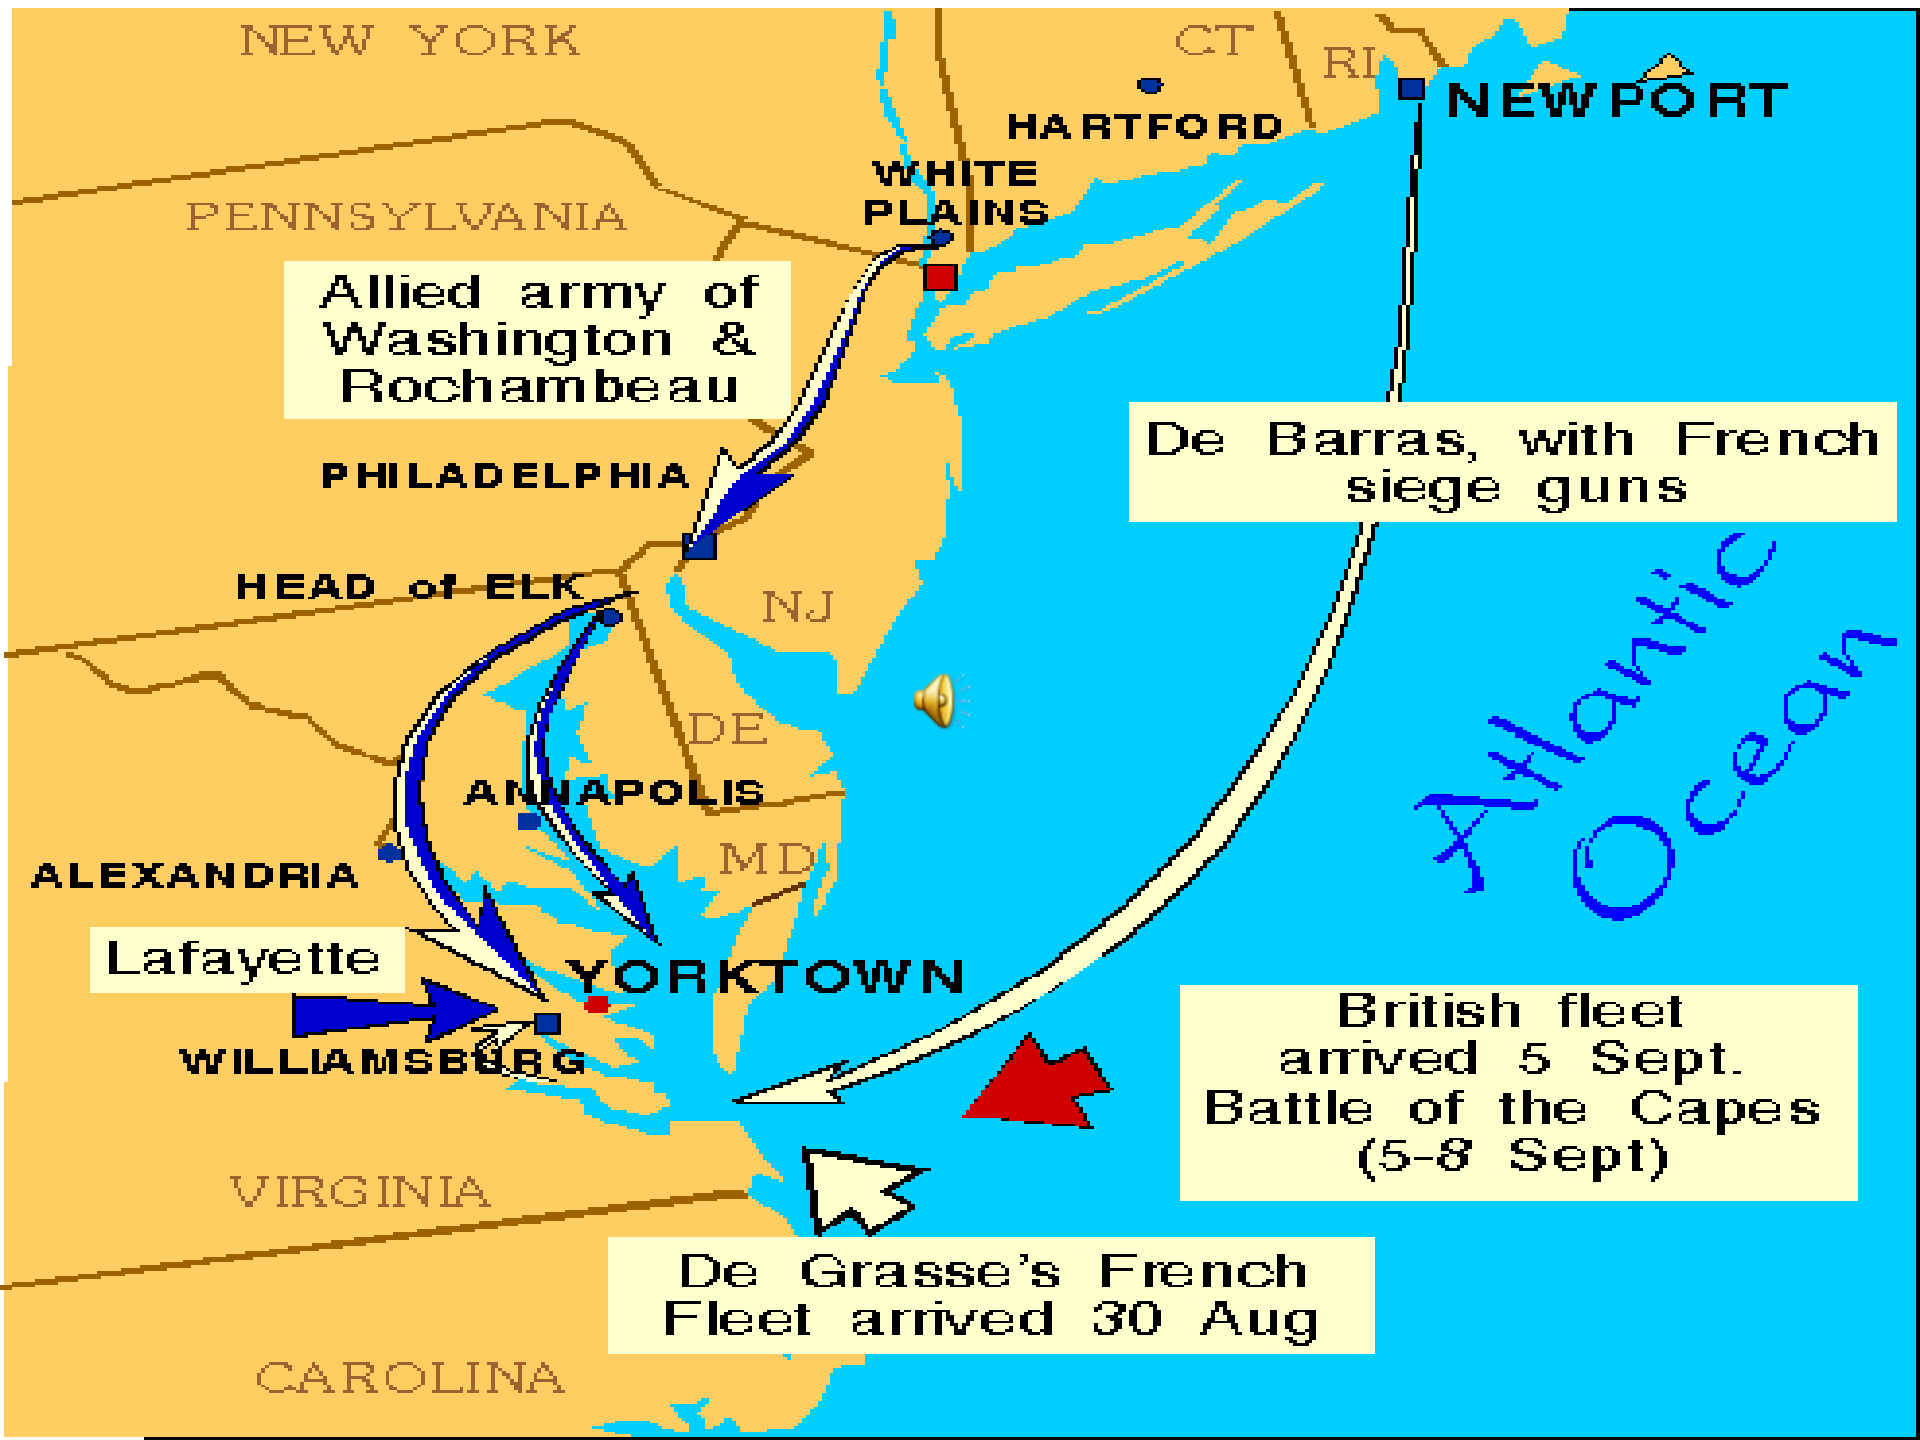 NEW YORK
CT
RI
NEWPORT
HARTFORD
WHITE
PLAINS
PENNSYLVANIA
Allied army of
Washington &
Rochambeau
De Barras, with French
siege guns
PHILADELPHIA
HEAD of ELK
NJ
Atlantic
Ocean
DE
ANNAPOLIS
MD
ALEXANDRIA
Lafayette
YORKTOWN
WILLIAMSBURG
British fleet
arrived 5 Sept.
Battle of the Capes
(5-8 Sept)
VIRGINIA
De Grasse's French
Fleet arrived 30 Aug
CAROLINA